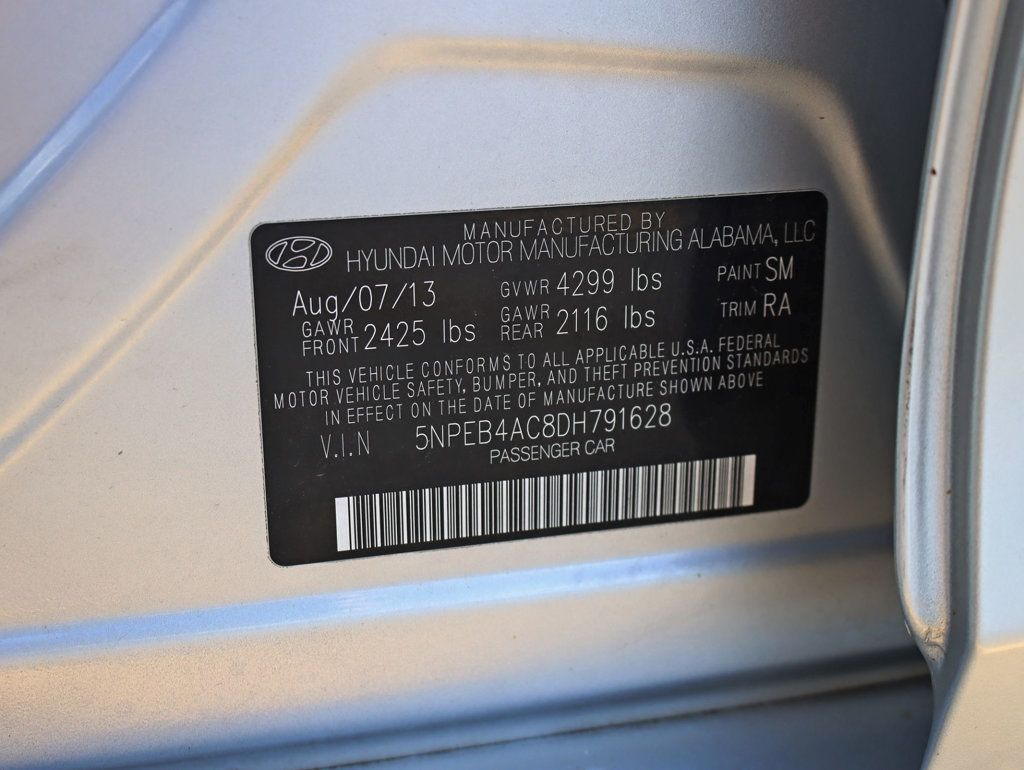 MANUFACTURED BY
HYUNDAI MOTOR MANUFACTURING ALABAMA, LLC
Aug/07/13 GVWR 4299 lbs PAINT SM
GAWR FRONT 2425 lbs GAWR REAR 2116 lbs TRIM RA
THIS VEHICLE CONFORMS TO ALL APPLICABLE U.S.A. FEDERAL
MOTOR VEHICLE SAFETY, BUMPER, AND THEFT PREVENTION STANDARDS
IN EFFECT ON THE DATE OF MANUFACTURE SHOWN ABOVE
V.I.N 5NPEB4AC8DH791628
PASSENGER CAR